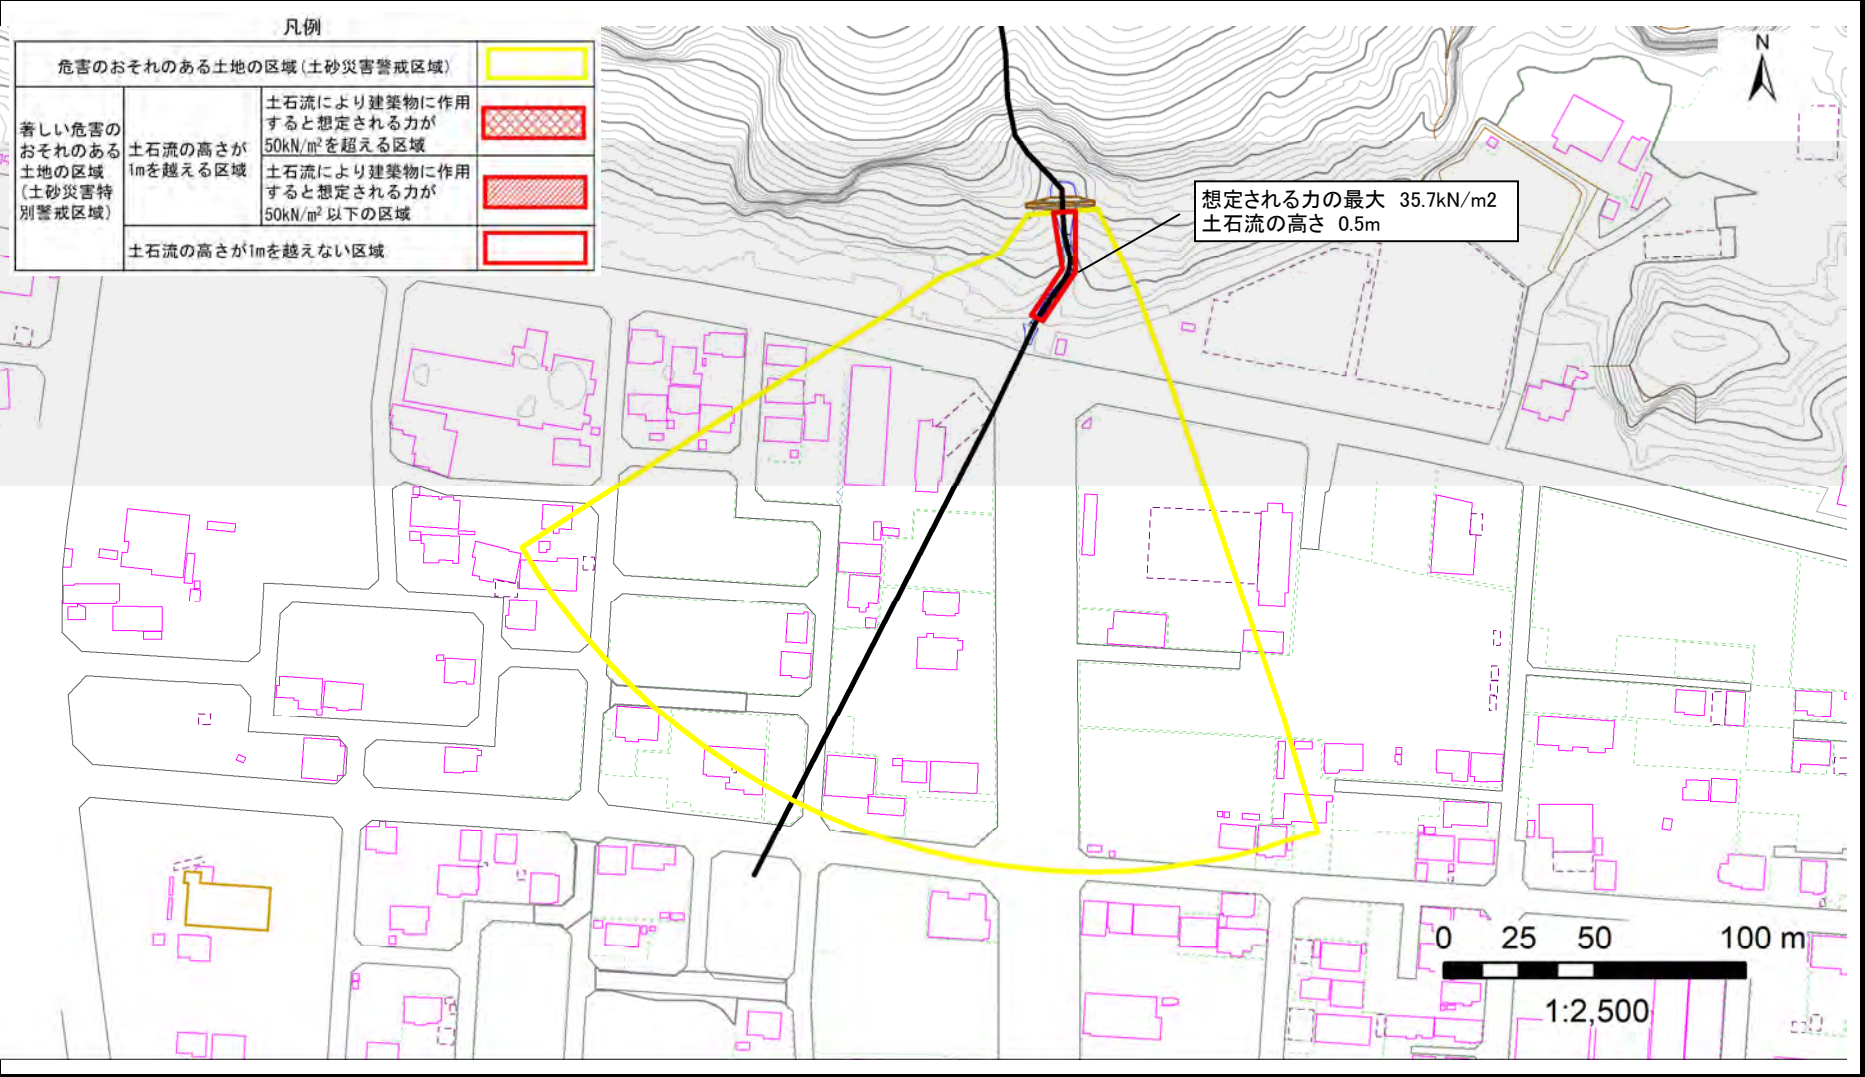 凡例
危害のおそれのある土地の区域(土砂災害警戒区域)
著しい危害の
おそれのある
土地の区域
(土砂災害特
別警戒区域)
土石流の高さが
1mを越える区域
土石流により建築物に作用
すると想定される力が
50kN/m²を超える区域
土石流により建築物に作用
すると想定される力が
50kN/m²以下の区域
土石流の高さが1mを越えない区域
N
想定される力の最大 35.7kN/m2
土石流の高さ 0.5m
0 25 50 100 m
1:2,500